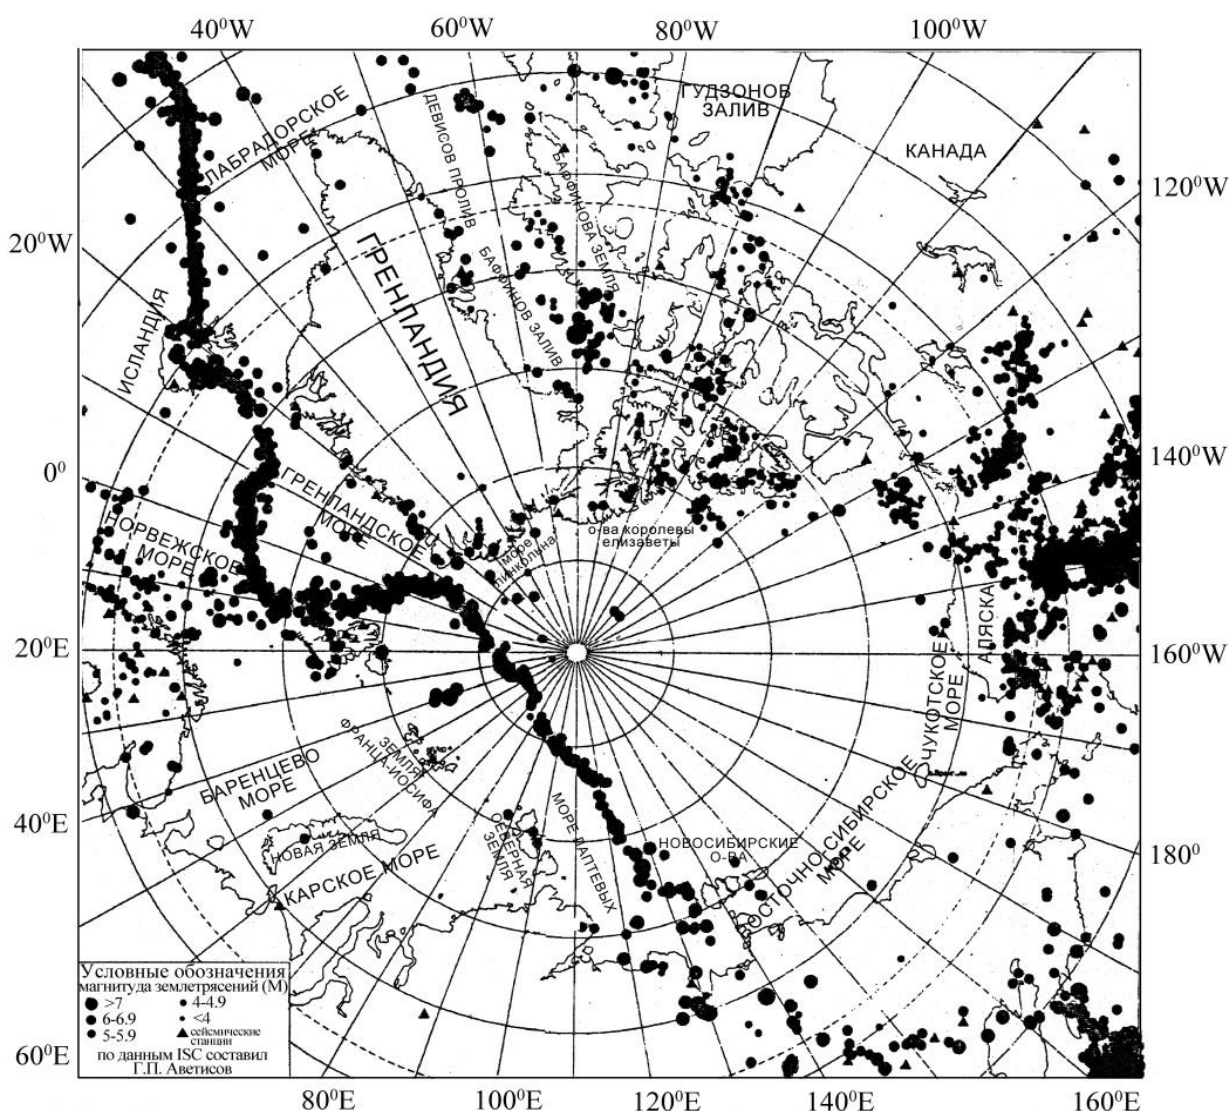 40⁰W
60⁰W
80⁰W
100⁰W
ГУДЗОНОВ
ЗАЛИВ
ЛАБРАДОРСКОЕ
МОРЕ
ДЕВИСОВ ПРОЛИВ
БАФФИНОВА ЗЕМЛЯ
КАНАДА
120⁰W
20⁰W
ГРЕНЛАНДИЯ
БАФФИНОВ ЗАЛИВ
ИСЛАНДИЯ
0⁰
140⁰W
ГРЕНЛАНДСКОЕ
МОРЕ
НОРВЕЖСКОЕ
МОРЕ
море
линкольна
о-ва королевы
елизаветы
АЛЯСКА
20⁰E
160⁰W
ЧУКОТСКОЕ
МОРЕ
ЗЕМЛЯ
ФРАНЦА-ИОСИФА
БАРЕНЦЕВО
МОРЕ
40⁰E
НОВАЯ ЗЕМЛЯ
КАРСКОЕ МОРЕ
СЕВЕРНАЯ
ЗЕМЛЯ
МОРЕ ЛАПТЕВЫХ
НОВОСИБИРСКИЕ
О-ВА
ВОСТОЧНО-СИБИРСКОЕ
МОРЕ
180⁰
Условные обозначения
магнитуда землетрясений (М)
>7
4-4.9
6-6.9
<4
5-5.9
сейсмические
станции
по данным ISC составил
Г.П. Аветисов
60⁰E
80⁰E
100⁰E
120⁰E
140⁰E
160⁰E